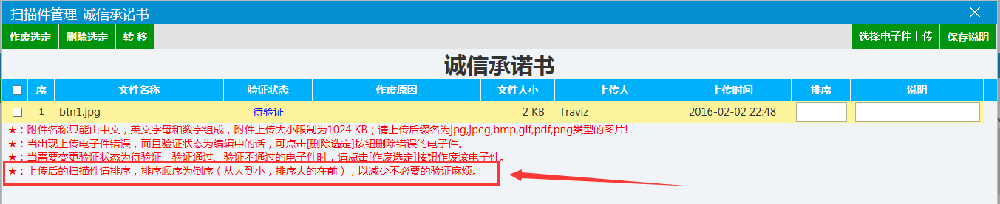 扫描件管理-诚信承诺书
作废选定 删除选定 转 移 选择电子件上传 保存说明
诚信承诺书
序 文件名称 验证状态 作废原因 文件大小 上传人 上传时间 排序 说明
1 btn1.jpg 待验证 2 KB Traviz 2016-02-02 22:48
★：附件名称只能由中文，英文字母和数字组成，附件上传大小限制为1024 KB；请上传后缀名为jpg,jpeg,bmp,gif,pdf,png类型的图片!
★：当出现上传电子件错误，而且验证状态为编辑中的话，可点击[删除选定]按钮删除错误的电子件。
★：当需要变更验证状态为待验证、验证通过、验证不通过的电子件时，请点击[作废选定]按钮作废该电子件。
★：上传后的扫描件请排序，排序顺序为倒序（从大到小，排序大的在前），以减少不必要的验证麻烦。